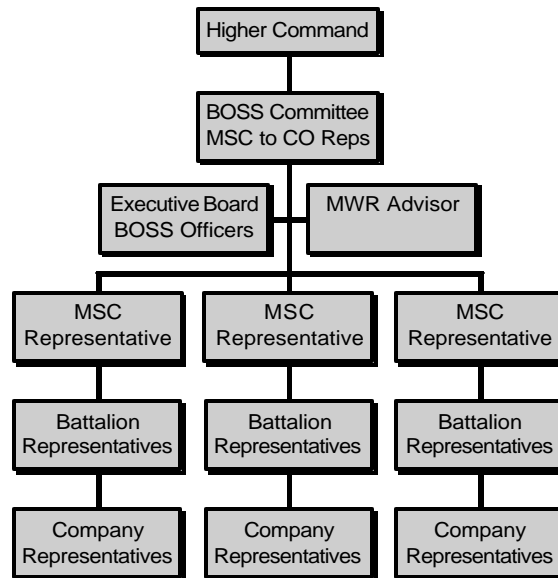 Higher Command
BOSS Committee
MSC to CO Reps
Executive Board
BOSS Officers
MWR Advisor
MSC
Representative
MSC
Representative
MSC
Representative
Battalion
Representatives
Battalion
Representatives
Battalion
Representatives
Company
Representatives
Company
Representatives
Company
Representatives